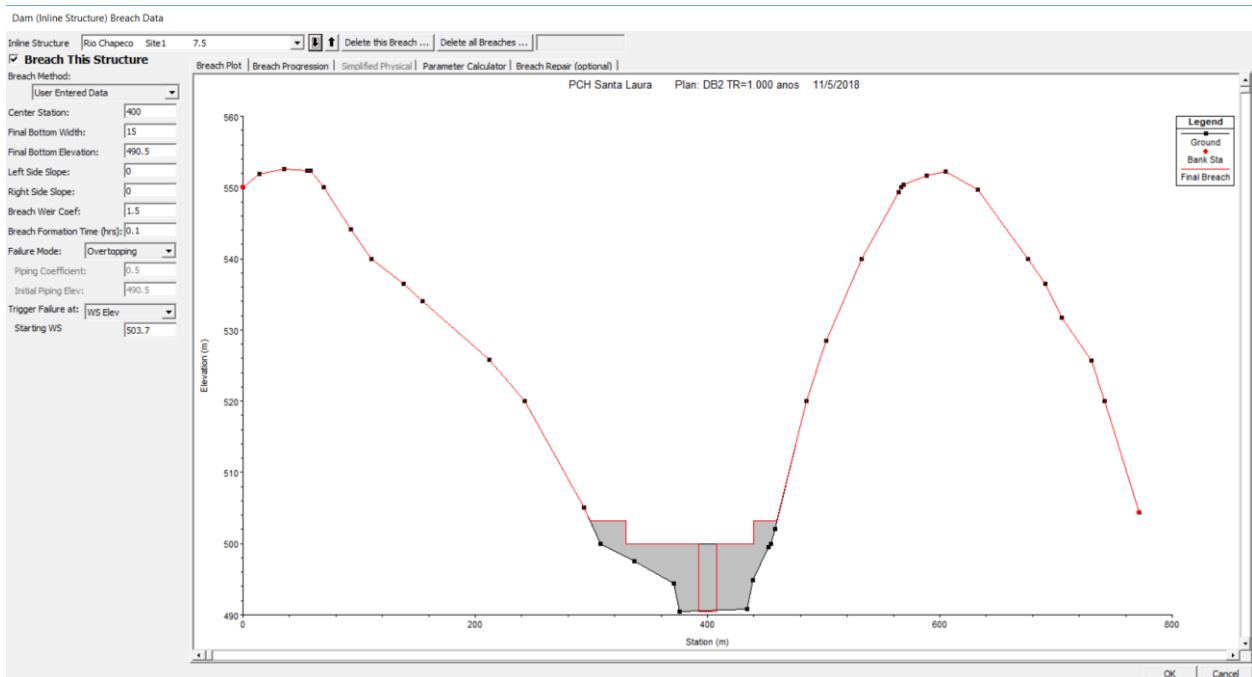 Dam (Inline Structure) Breach Data
Inline Structure Rio Chapeco Site1 7.5 Delete this Breach ... Delete all Breaches ...
Breach This Structure
Breach Method:
User Entered Data
Center Station: 400
Final Bottom Width: 15
Final Bottom Elevation: 490.5
Left Side Slope: 0
Right Side Slope: 0
Breach Weir Coef: 1.5
Breach Formation Time (hrs): 0.1
Failure Mode: Overtopping
Piping Coefficient: 0.5
Initial Piping Elev: 490.5
Trigger Failure at: WS Elev
Starting WS 503.7
Breach Plot Breach Progression Simplified Physical Parameter Calculator Breach Repair (optional)
PCH Santa Laura Plan: DB2 TR=1.000 anos 11/5/2018
Legend
Ground
Bank Sta
Final Breach
Elevation (m)
560
550
540
530
520
510
500
490
0 200 400 600 800
Station (m)
OK Cancel